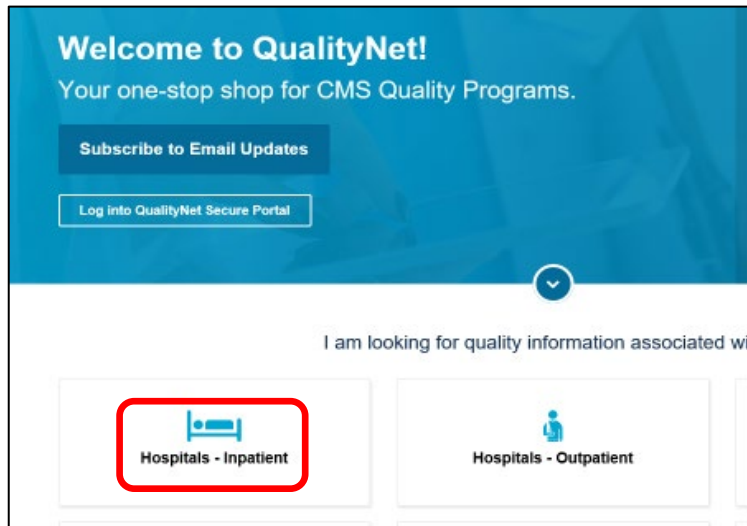 Welcome to QualityNet!
Your one-stop shop for CMS Quality Programs.
Subscribe to Email Updates
Log into QualityNet Secure Portal
I am looking for quality information associated
Hospitals - Inpatient
Hospitals - Outpatient